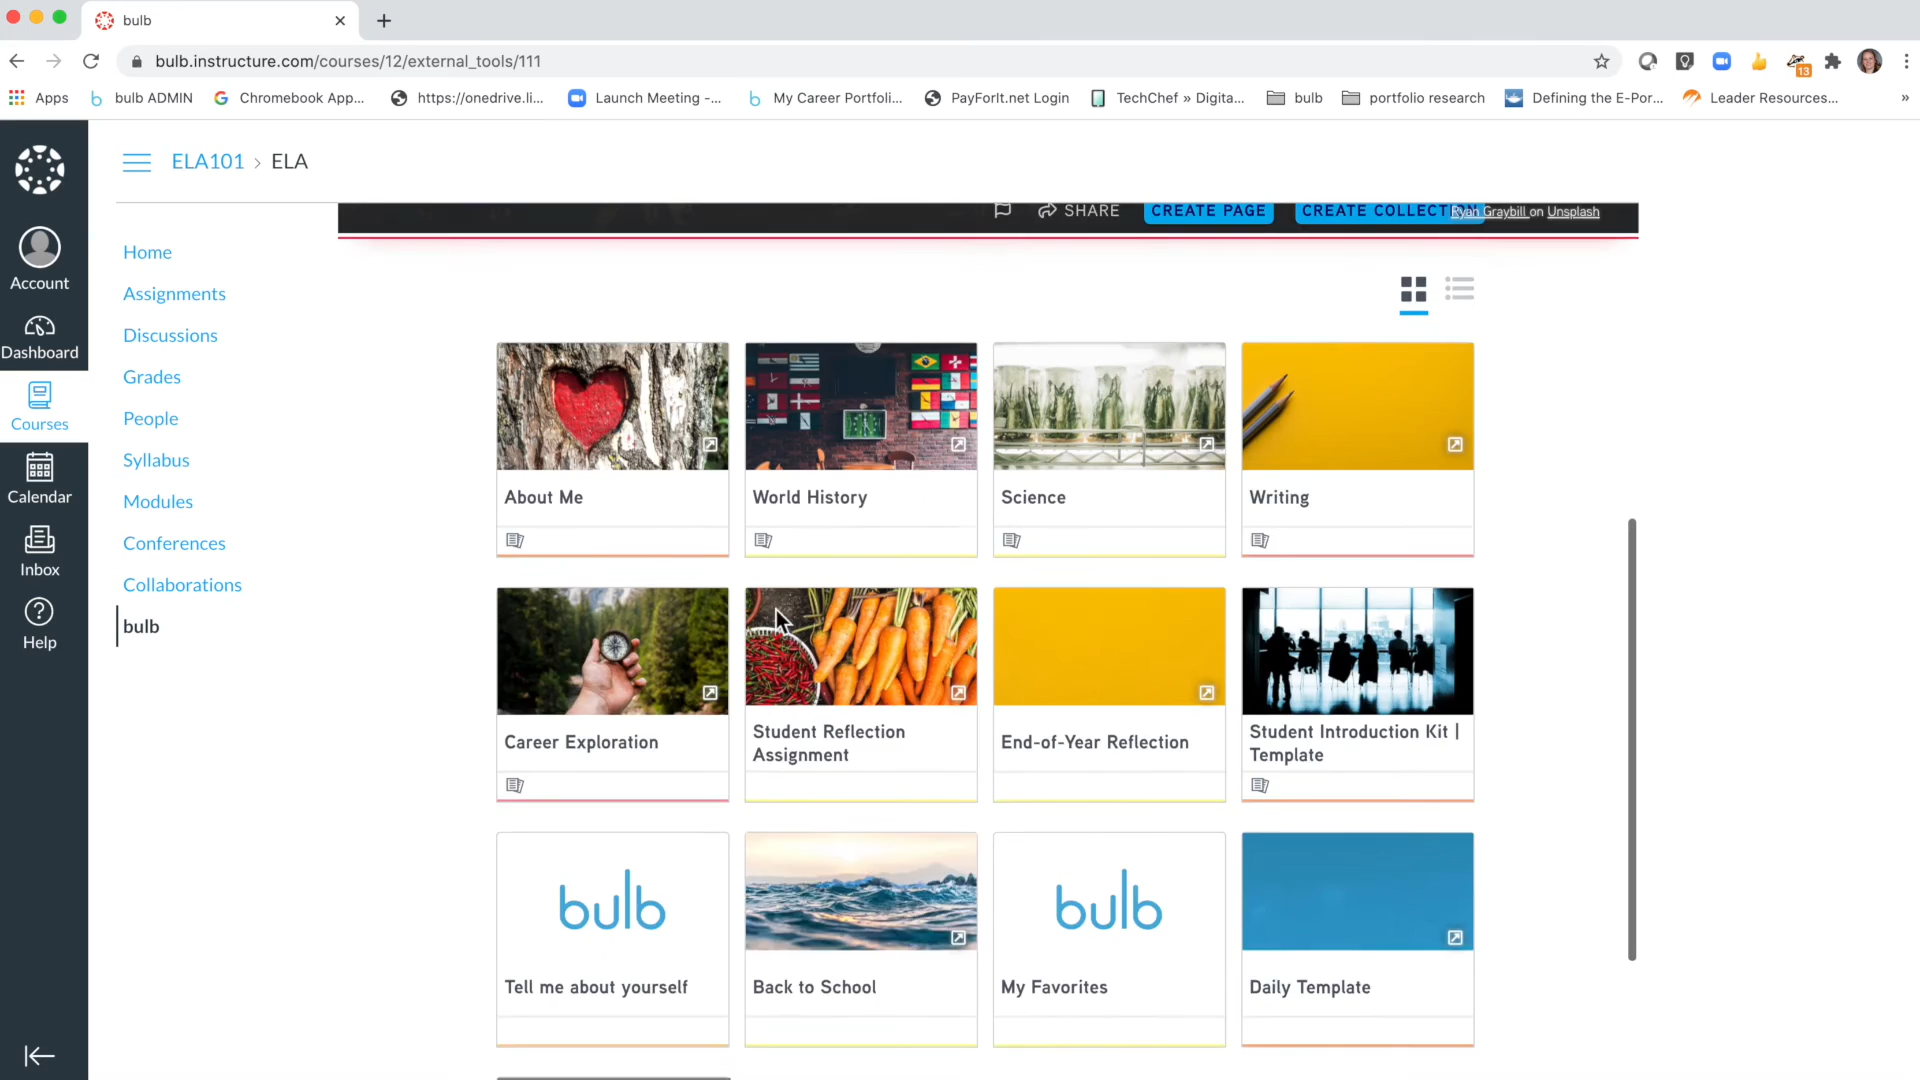 bulb
bulb.instructure.com/courses/12/external_tools/111
13
Apps
bulb ADMIN
Chromebook App...
https://onedrive.li...
Launch Meeting -...
My Career Portfoli...
PayForIt.net Login
TechChef » Digita...
bulb
portfolio research
Defining the E-Por...
Leader Resources...
»
ELA101 › ELA
SHARE
CREATE PAGE
CREATE COLLECTION
Ryan Graybill on Unsplash
Account
Dashboard
Courses
Calendar
Inbox
Help
Home
Assignments
Discussions
Grades
People
Syllabus
Modules
Conferences
Collaborations
bulb
About Me
World History
Science
Writing
Career Exploration
Student Reflection
Assignment
End-of-Year Reflection
Student Introduction Kit |
Template
bulb
Tell me about yourself
Back to School
bulb
My Favorites
Daily Template